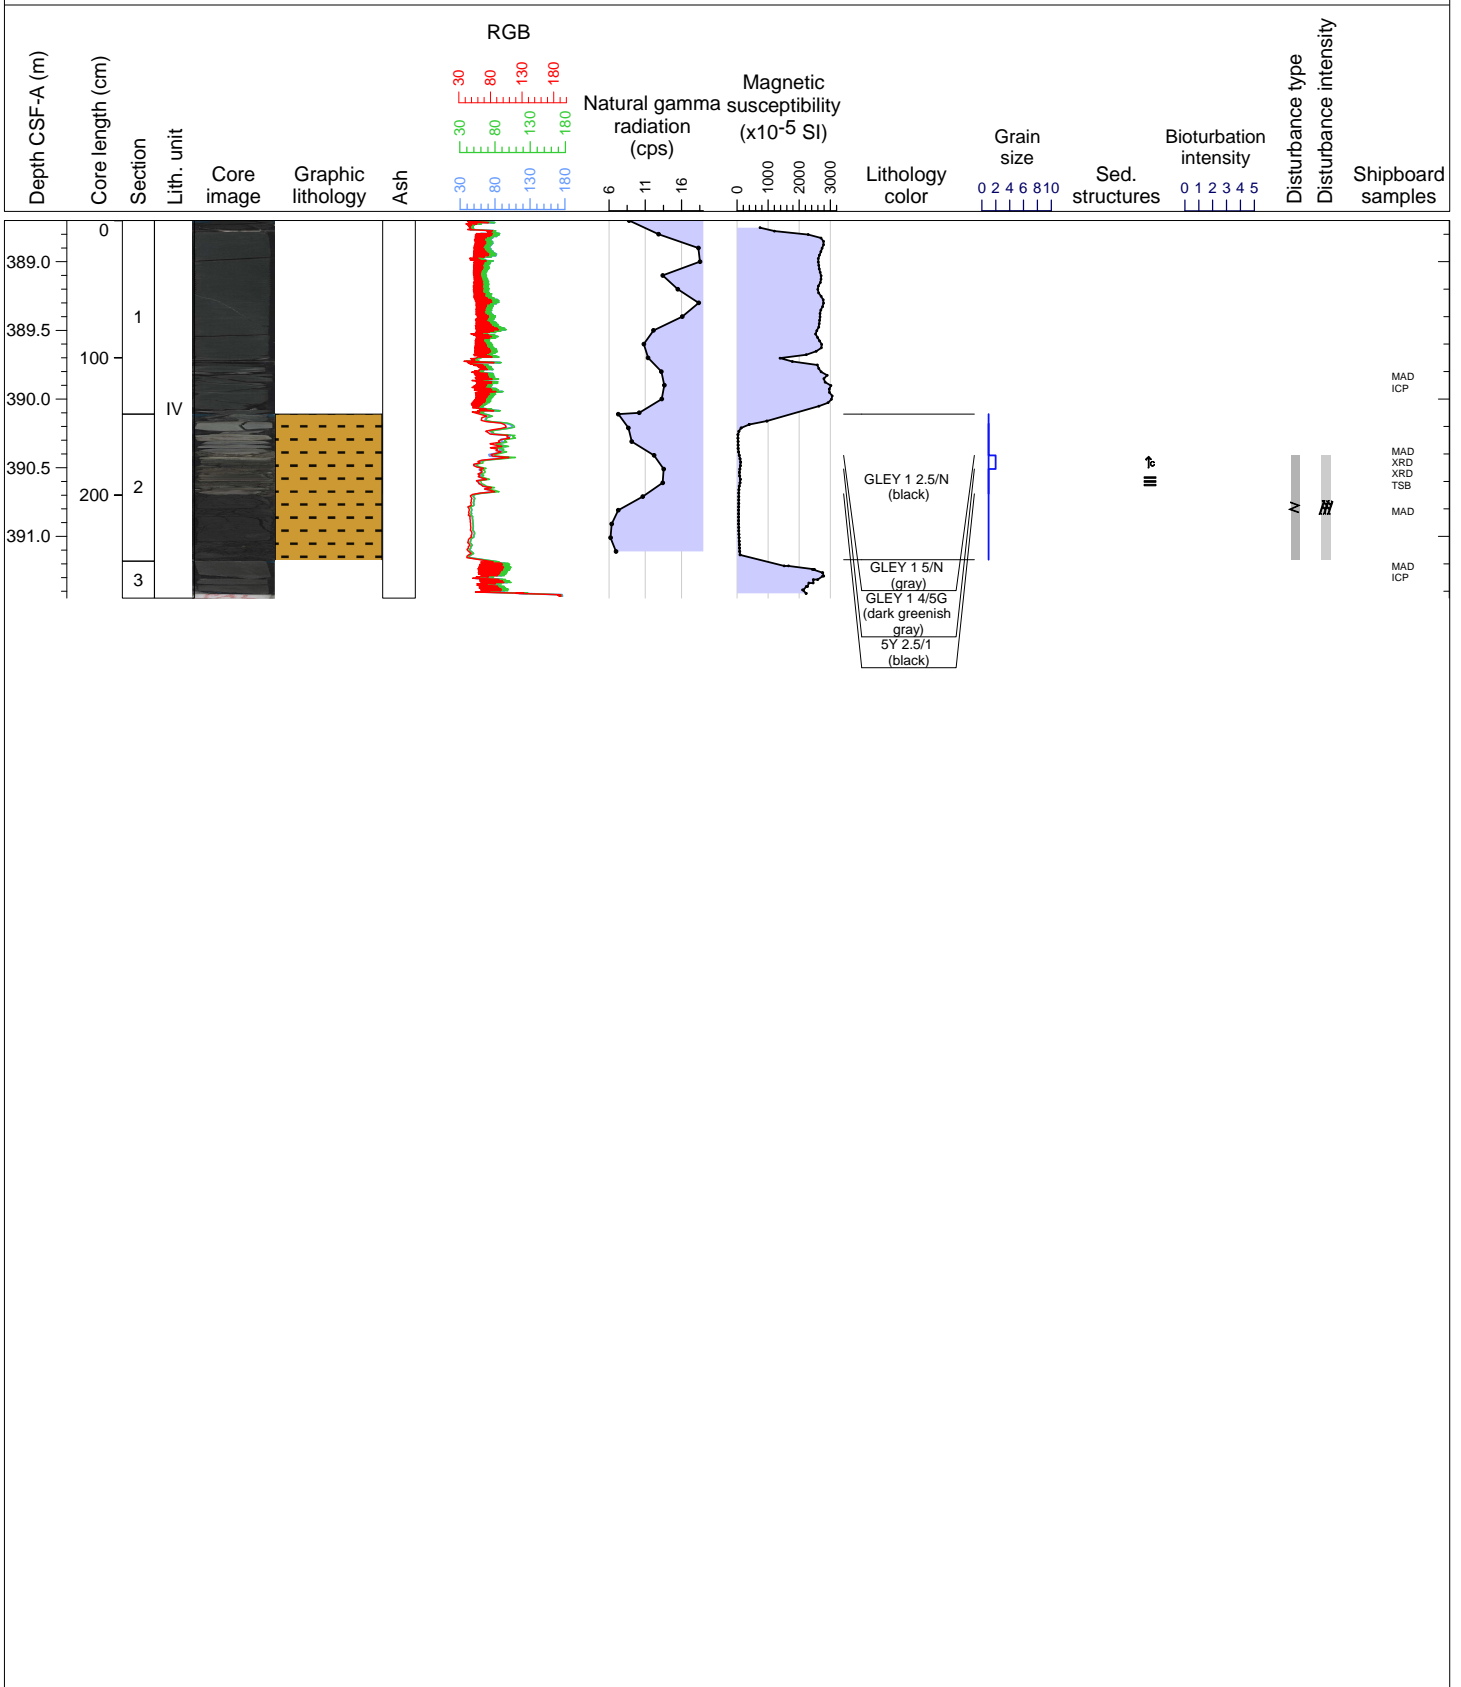 RGB
Depth CSF-A (m)
Core length (cm)
Section
Lith. unit
Core
image
Graphic
lithology
Ash
30 80 130 180
30 80 130 180
30 80 130 180
Natural gamma
radiation
(cps)
6 11 16
Magnetic
susceptibility
(x10-5 SI)
0 1000 2000 3000
Lithology
color
Grain
size
0 2 4 6 8 10
Sed.
structures
Bioturbation
intensity
0 1 2 3 4 5
Disturbance type
Disturbance intensity
Shipboard
samples
0
389.0
1
389.5
100
MAD
ICP
390.0
IV
MAD
XRD
XRD
TSB
390.5
c
GLEY 1 2.5/N
(black)
2
200
MAD
391.0
GLEY 1 5/N
(gray)
MAD
ICP
3
GLEY 1 4/5G
(dark greenish
gray)
5Y 2.5/1
(black)